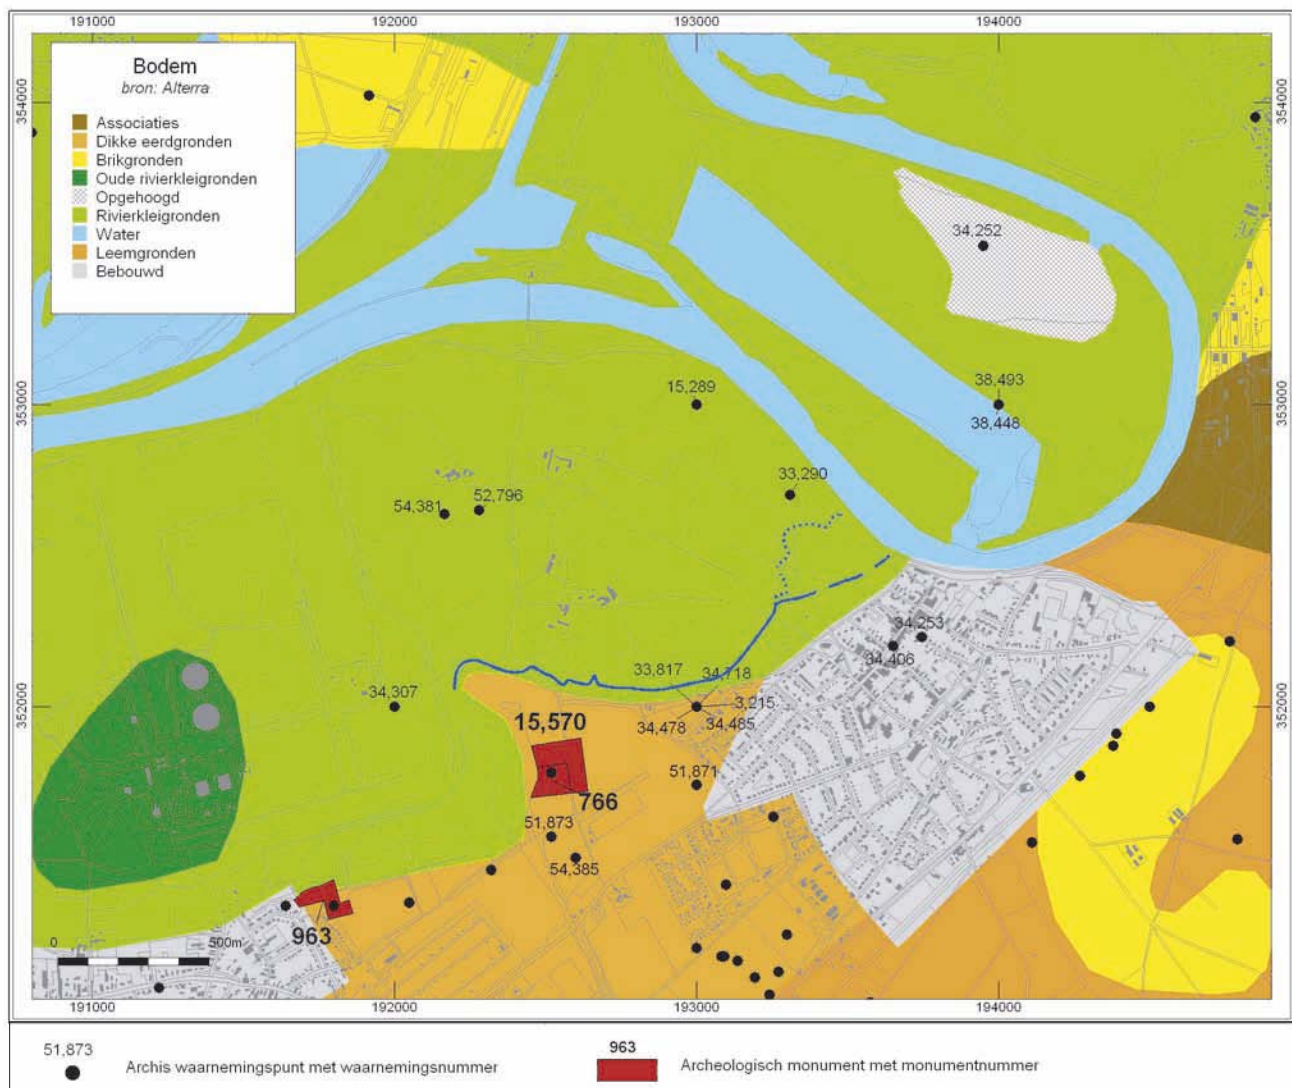 191000 192000 193000 194000
Bodem
bron: Alterra
Associaties
Dikke eerdgronden
Brikgronden
Oude rivierkleigronden
Opgehoogd
Rivierkleigronden
Water
Leemgronden
Bebouwd
354000 354000
34,252
353000 353000
15,289
38,493
38,448
33,290
54,381 52,796
34,253
34,406
33,817 34,718
34,307
3,215
352000 352000
34,478 34,485
15,570
51,871
766
51,873
54,385
963
0 500m
191000 192000 193000 194000
51,873
Archis waarnemingspunt met waarnemingsnummer
963
Archeologisch monument met monumentnummer